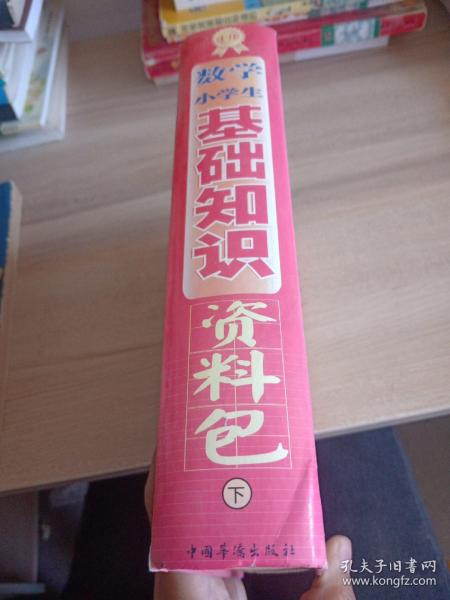 数学
小学生
基础知识
资料包
下
中国华侨出版社
孔夫子旧书网
www.kongfz.com